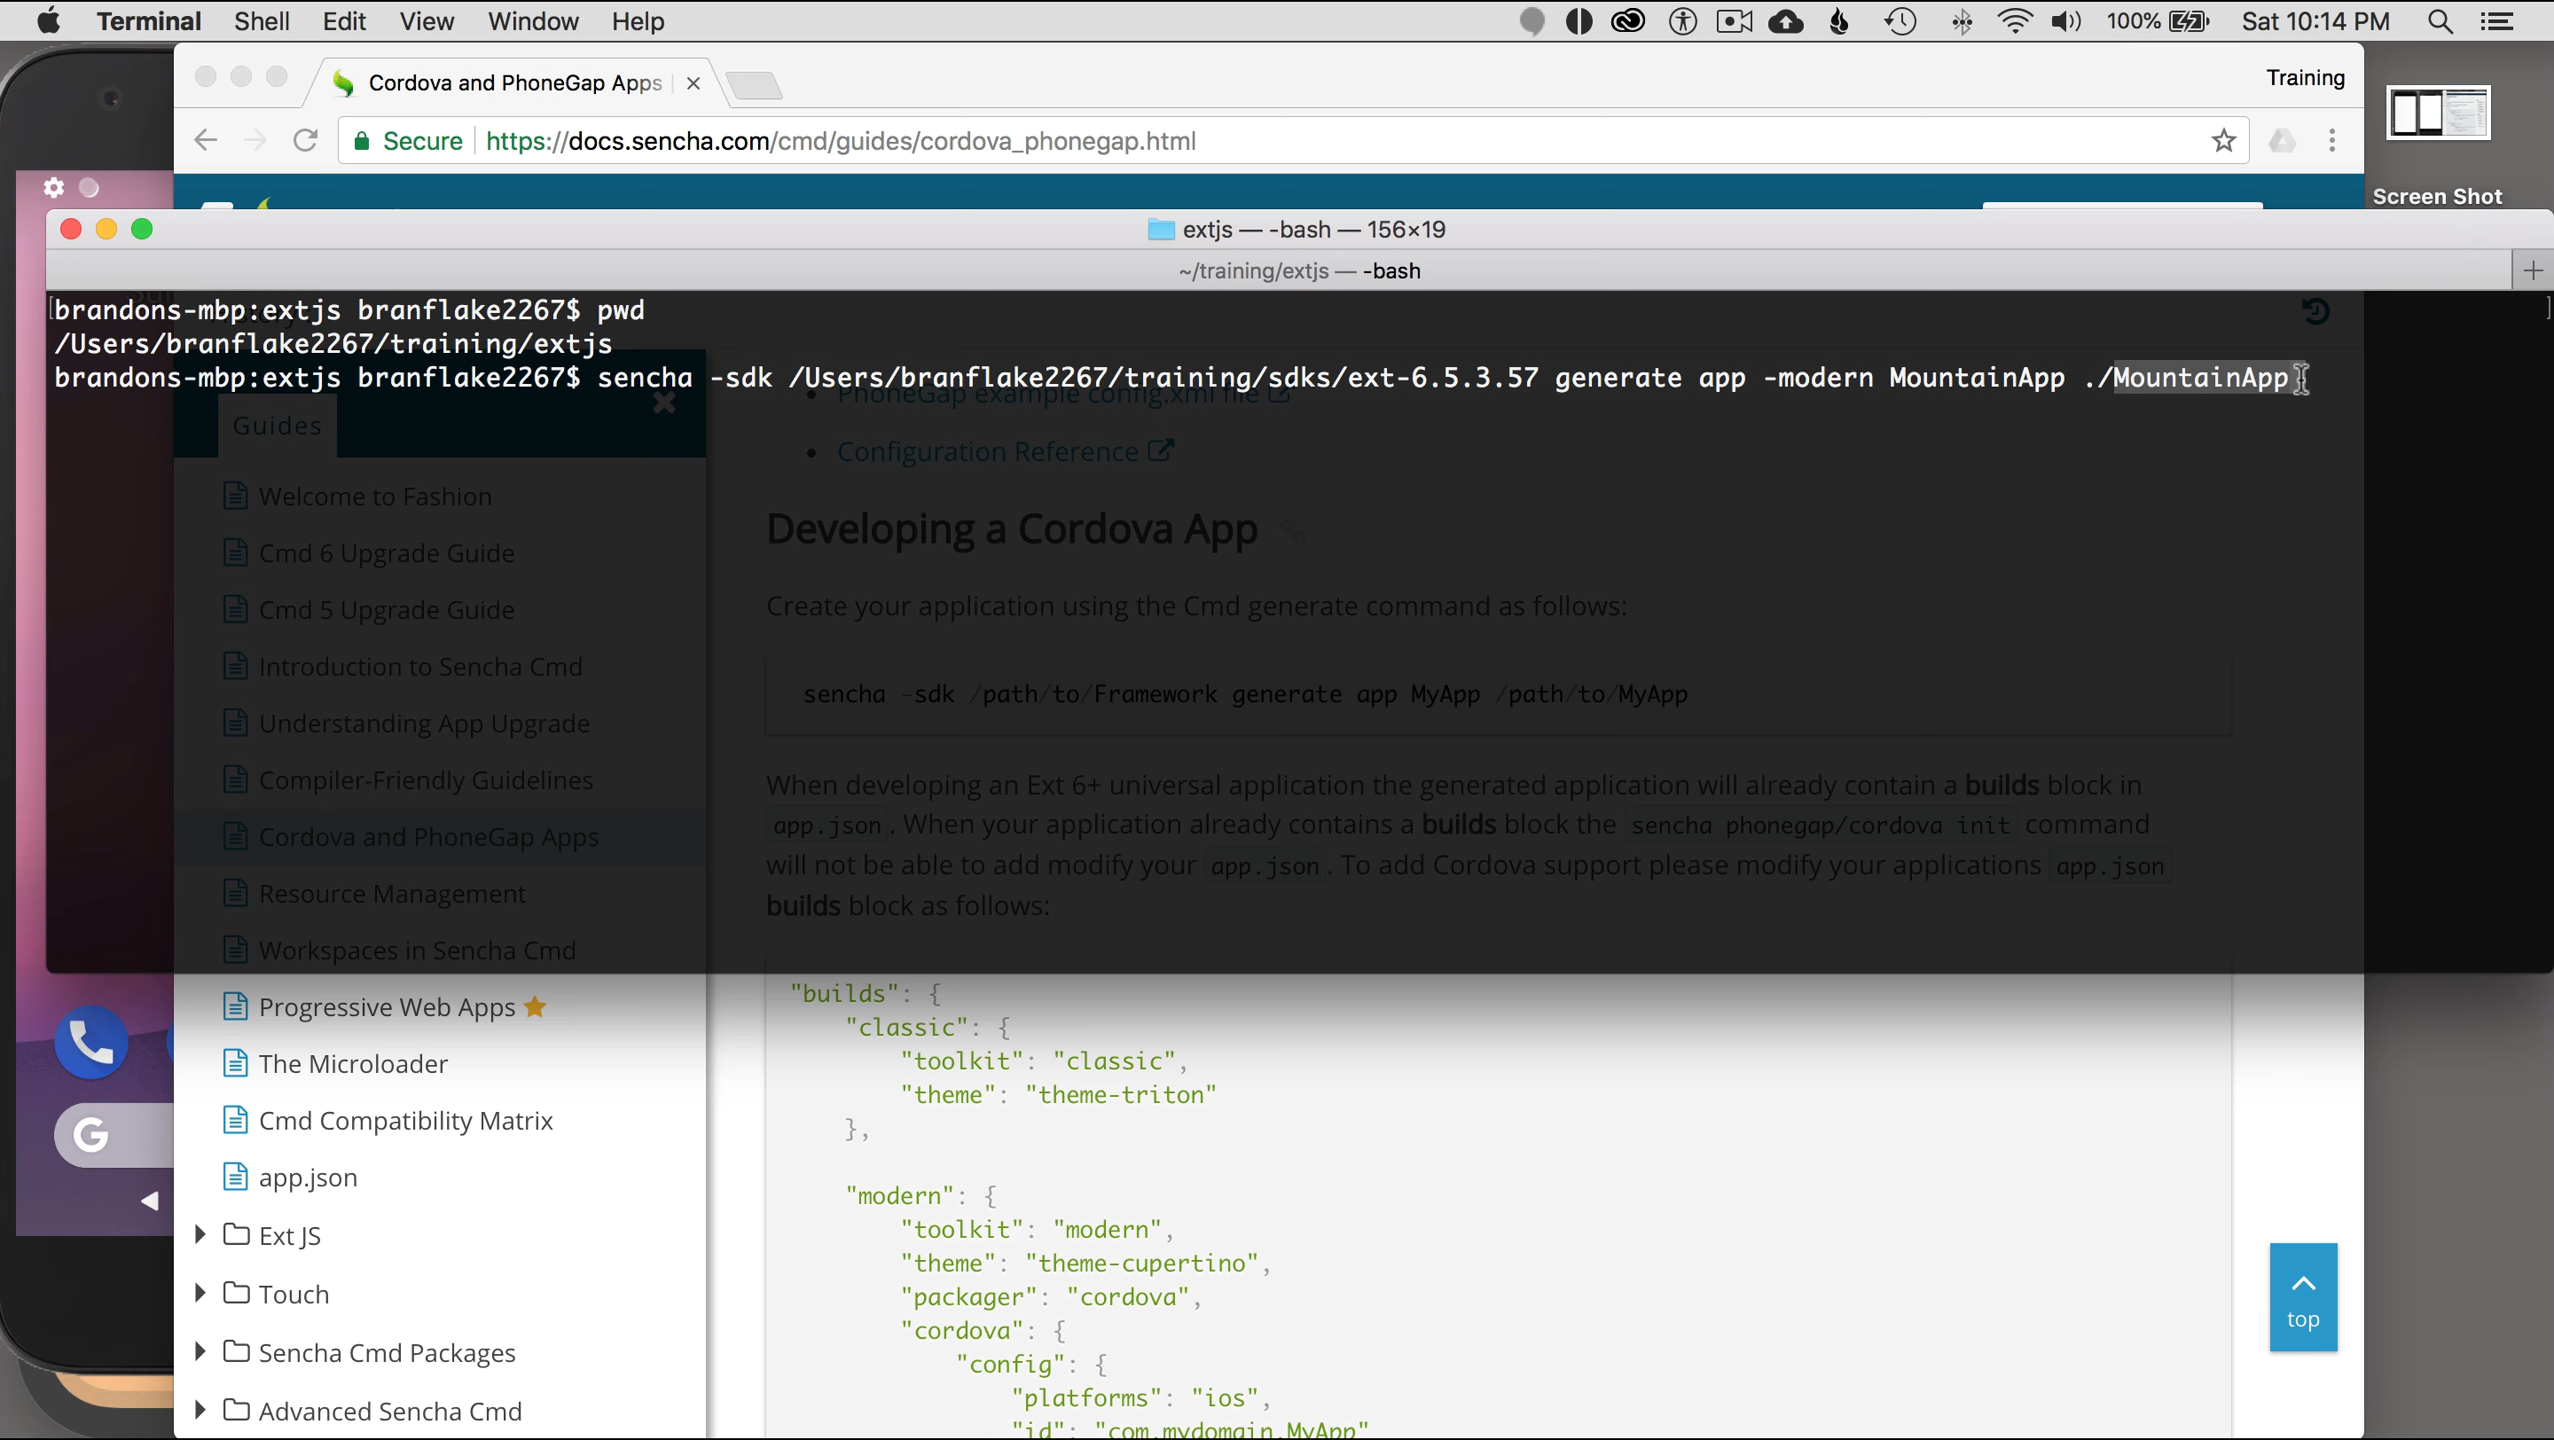 Terminal Shell Edit View Window Help 100% Sat 10:14 PM
Cordova and PhoneGap Apps
Training
Secure https://docs.sencha.com/cmd/guides/cordova_phonegap.html
Screen Shot
extjs — -bash — 156×19
~/training/extjs — -bash
brandons-mbp:extjs branflake2267$ pwd
/Users/branflake2267/training/extjs
brandons-mbp:extjs branflake2267$ sencha -sdk /Users/branflake2267/training/sdks/ext-6.5.3.57 generate app -modern MountainApp ./MountainApp
PhoneGap example config.xml file
Guides
Configuration Reference
Welcome to Fashion
Cmd 6 Upgrade Guide
Cmd 5 Upgrade Guide
Introduction to Sencha Cmd
Understanding App Upgrade
Compiler-Friendly Guidelines
Cordova and PhoneGap Apps
Resource Management
Workspaces in Sencha Cmd
Progressive Web Apps
The Microloader
Cmd Compatibility Matrix
app.json
Ext JS
Touch
Sencha Cmd Packages
Advanced Sencha Cmd
Developing a Cordova App
Create your application using the Cmd generate command as follows:
sencha -sdk /path/to/Framework generate app MyApp /path/to/MyApp
When developing an Ext 6+ universal application the generated application will already contain a builds block in
app.json. When your application already contains a builds block the sencha phonegap/cordova init command
will not be able to add modify your app.json. To add Cordova support please modify your applications app.json
builds block as follows:
"builds": {
"classic": {
"toolkit": "classic",
"theme": "theme-triton"
},
"modern": {
"toolkit": "modern",
"theme": "theme-cupertino",
"packager": "cordova",
"cordova": {
"config": {
"platforms": "ios",
"id": "com.mydomain.MyApp"
top
G